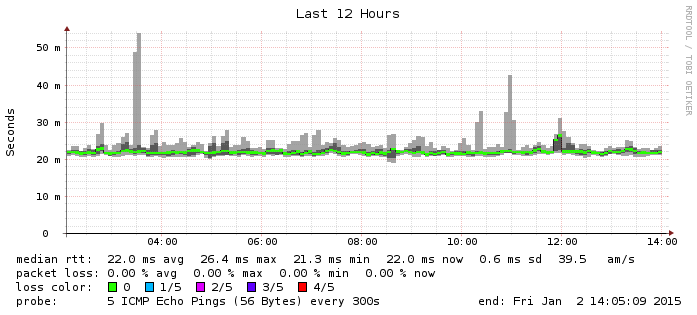 Last 12 Hours
RRDTOOL / TOBI OETIKER
Seconds
50 m
40 m
30 m
20 m
10 m
0
04:00 06:00 08:00 10:00 12:00 14:00
median rtt: 22.0 ms avg 26.4 ms max 21.3 ms min 22.0 ms now 0.6 ms sd 39.5 am/s
packet loss: 0.00 % avg 0.00 % max 0.00 % min 0.00 % now
loss color: 0 1/5 2/5 3/5 4/5
probe: 5 ICMP Echo Pings (56 Bytes) every 300s end: Fri Jan 2 14:05:09 2015